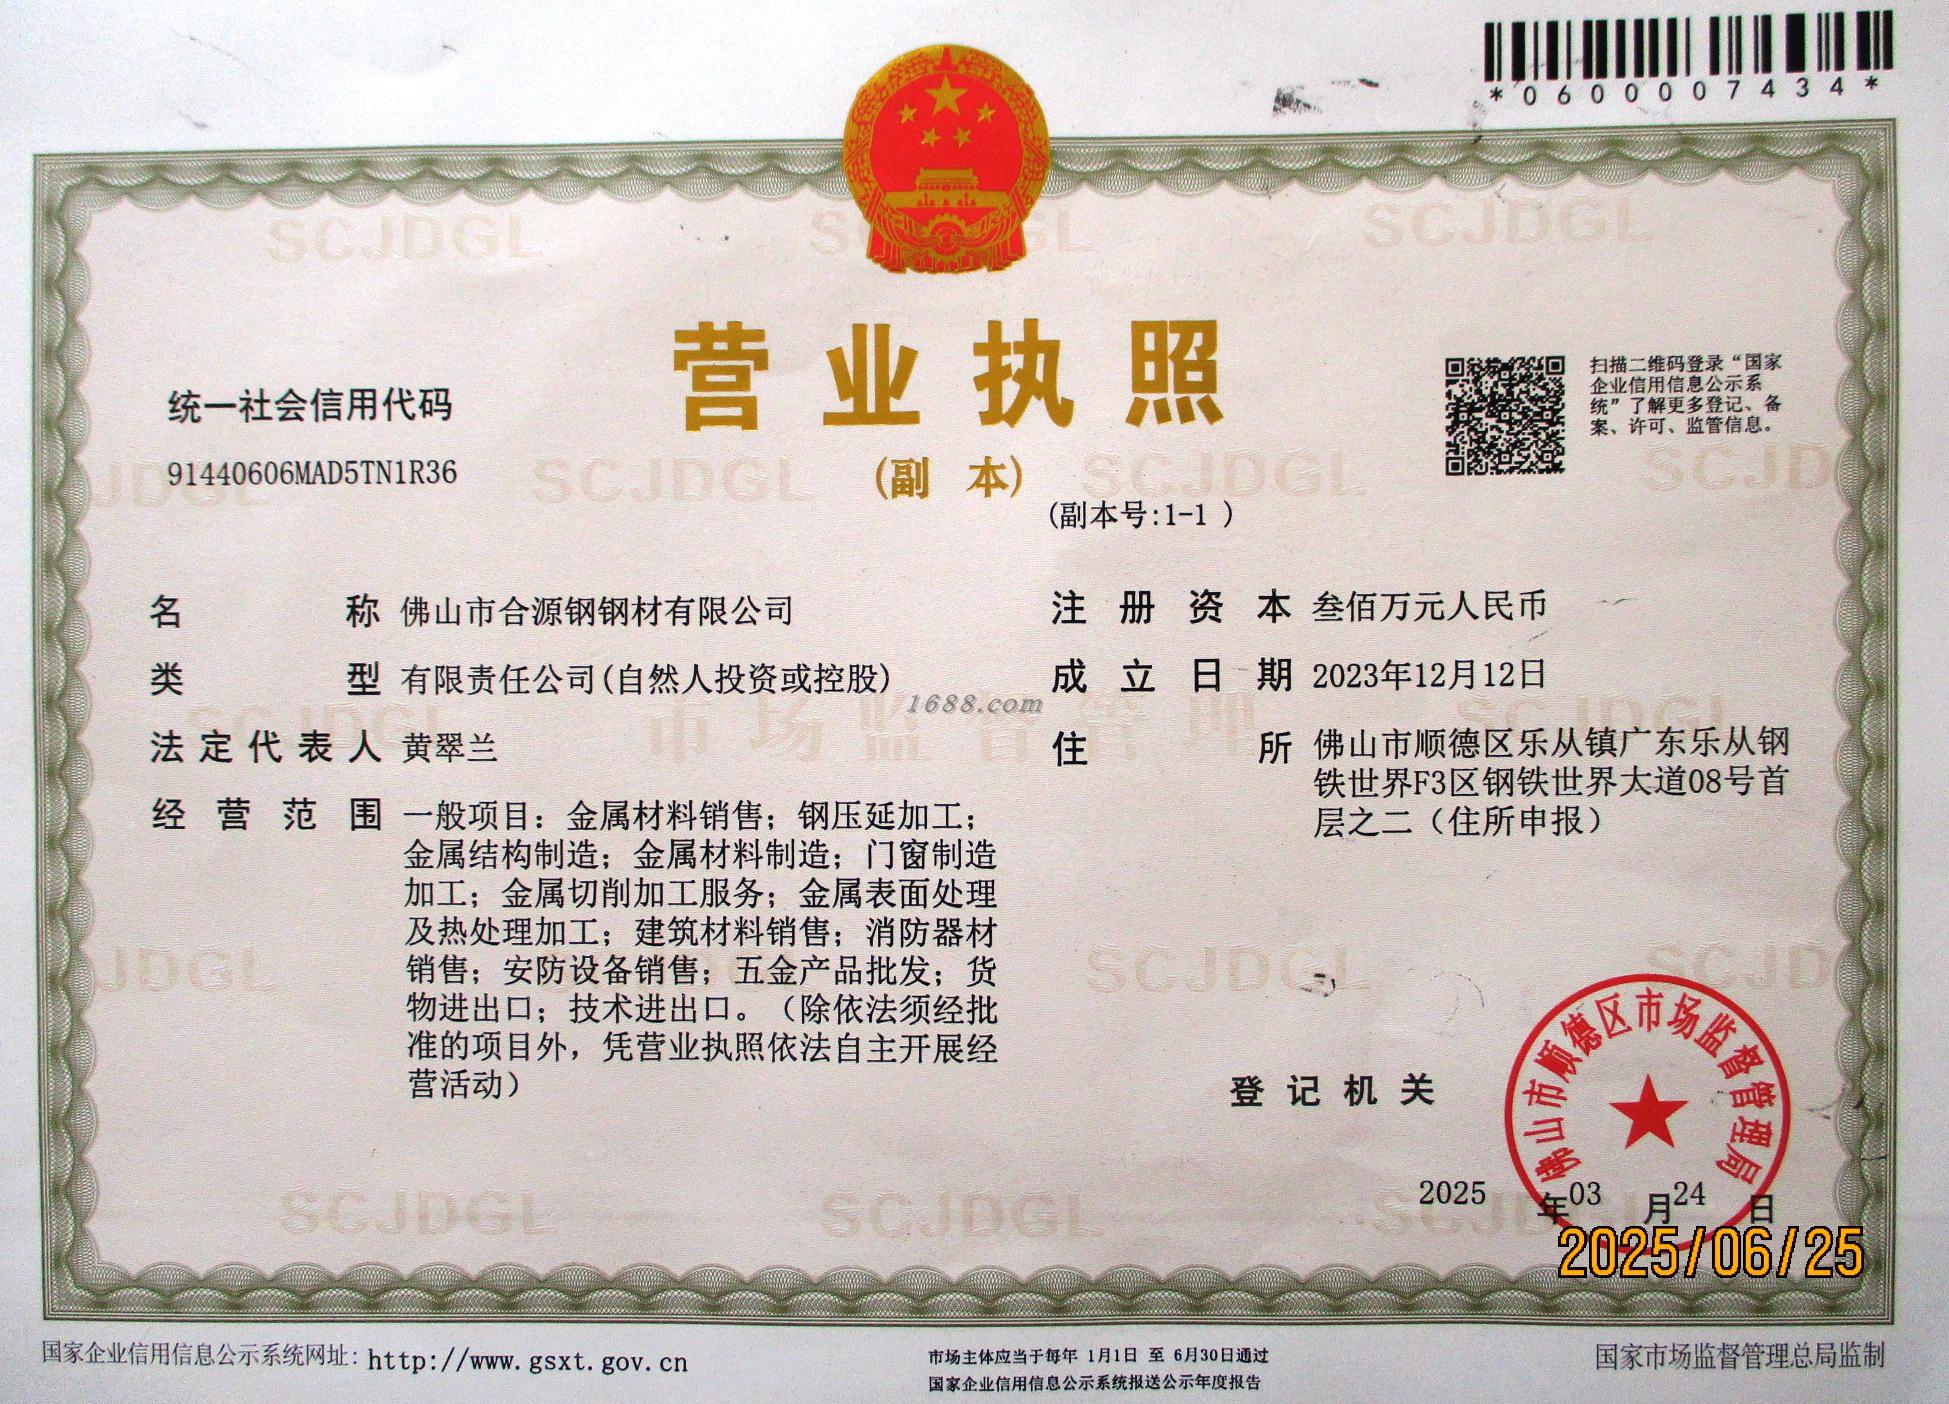 *0600007434*
营业执照
(副 本)
(副本号:1-1 )
统一社会信用代码
91440606MAD5TN1R36
扫描二维码登录“国家
企业信用信息公示系
统”了解更多登记、备
案、许可、监管信息。
名 称 佛山市合源钢钢材有限公司
类 型 有限责任公司(自然人投资或控股)
法定代表人 黄翠兰
经营范围 一般项目：金属材料销售；钢压延加工；
金属结构制造；金属材料制造；门窗制造
加工；金属切削加工服务；金属表面处理
及热处理加工；建筑材料销售；消防器材
销售；安防设备销售；五金产品批发；货
物进出口；技术进出口。（除依法须经批
准的项目外，凭营业执照依法自主开展经
营活动）
注册资本 叁佰万元人民币
成立日期 2023年12月12日
住 所 佛山市顺德区乐从镇广东乐从钢
铁世界F3区钢铁世界大道08号首
层之二（住所申报）
1688.com
SCJDGL
市场监督管理
登记机关
佛山市顺德区市场监督管理局
2025 年03 月24 日
2025/06/25
国家企业信用信息公示系统网址：http://www.gsxt.gov.cn
市场主体应当于每年 1月1日 至 6月30日通过
国家企业信用信息公示系统报送公示年度报告
国家市场监督管理总局监制